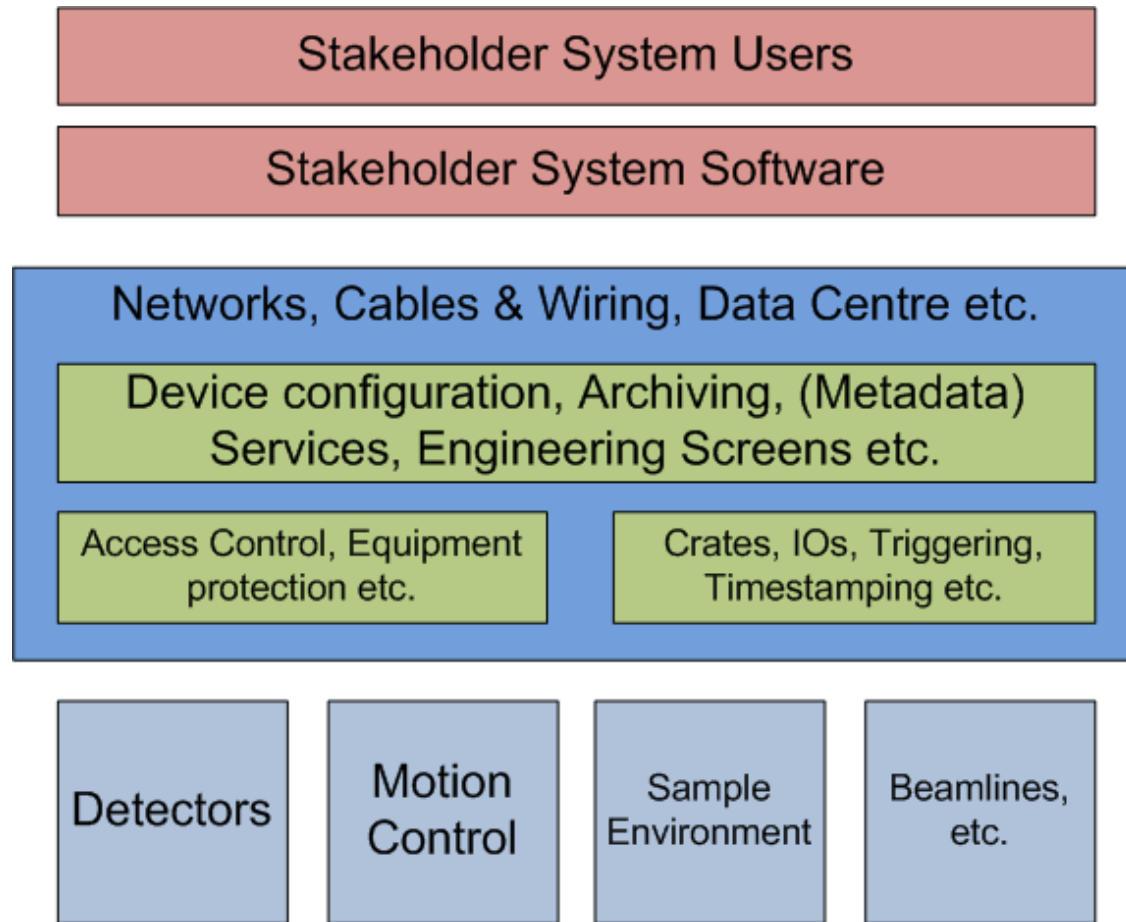 Stakeholder System Users
Stakeholder System Software
Networks, Cables & Wiring, Data Centre etc.
Device configuration, Archiving, (Metadata)
Services, Engineering Screens etc.
Access Control, Equipment
protection etc.
Crates, IOs, Triggering,
Timestamping etc.
Detectors
Motion
Control
Sample
Environment
Beamlines,
etc.